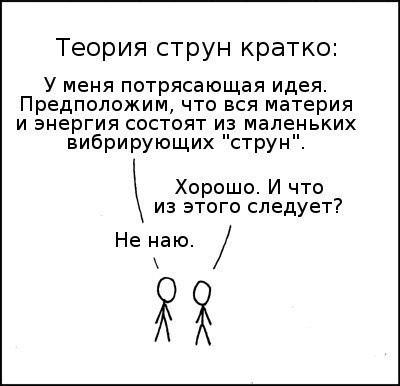 Теория струн кратко:
У меня потрясающая идея.
Предположим, что вся материя
и энергия состоят из маленьких
вибрирующих "струн".
Хорошо. И что
из этого следует?
Не наю.